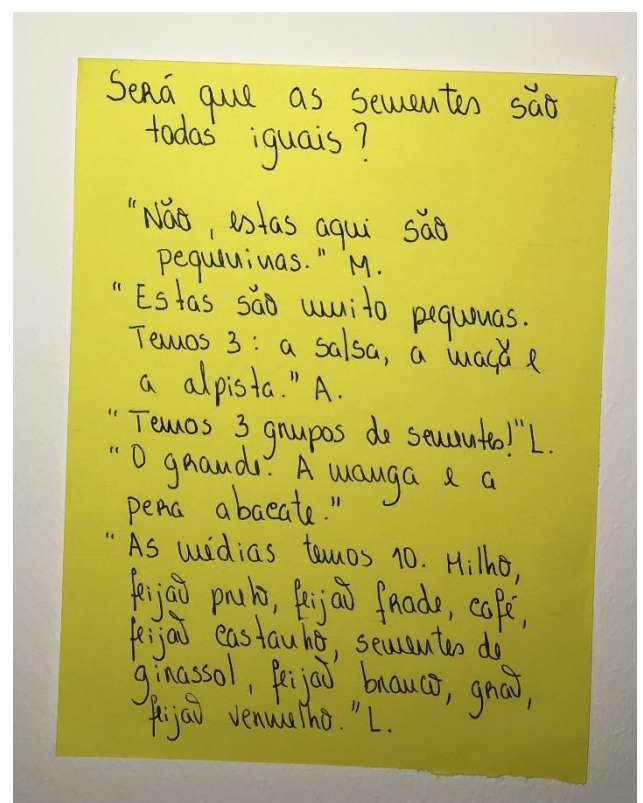 Será que as sementes são
todas iguais?
"Não, estas aqui são
pequeninas." M.
"Estas são muito pequenas.
Temos 3: a salsa, a maçã e
a alpista." A.
"Temos 3 grupos de sementes!" L.
"O grande. A manga e a
pera abacate."
"As médias temos 10. Milho,
feijão preto, feijão frade, café,
feijão castanho, sementes de
girassol, feijão branco, grão,
feijão vermelho." L.